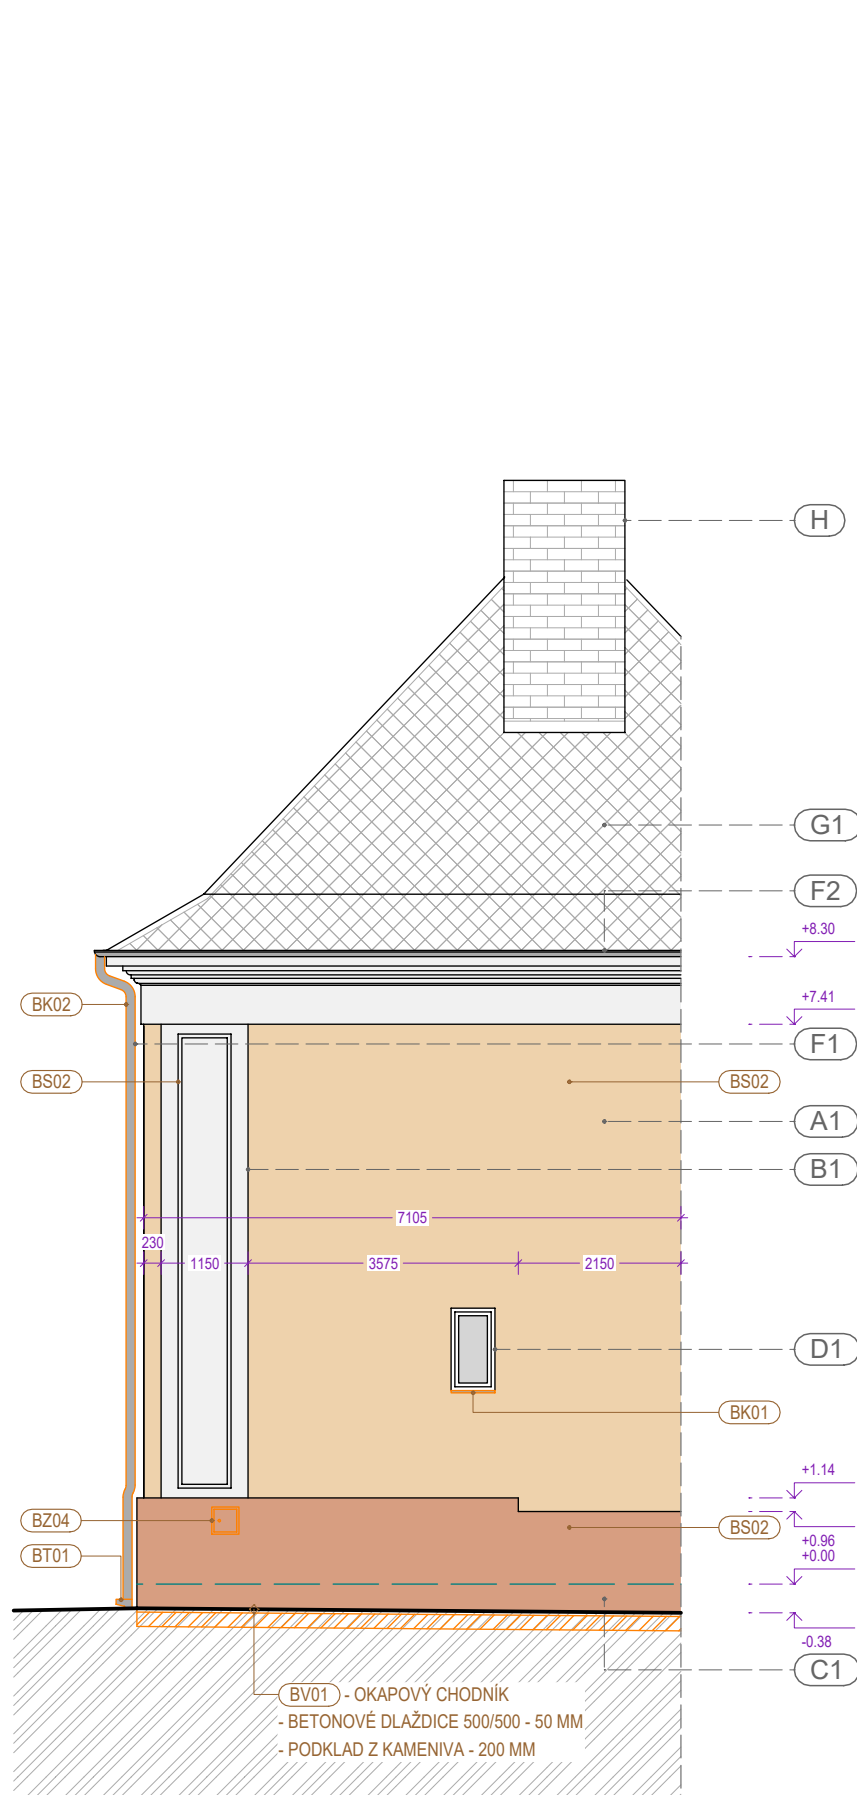 H
G1
F2
+8.30
+7.41
BK02
F1
BS02
BS02
A1
B1
7105
230
1150
3575
2150
D1
BK01
+1.14
BZ04
BS02
+0.96
BT01
+0.00
-0.38
C1
BV01 - OKAPOVÝ CHODNÍK
- BETONOVÉ DLAŽDICE 500/500 - 50 MM
- PODKLAD Z KAMENIVA - 200 MM